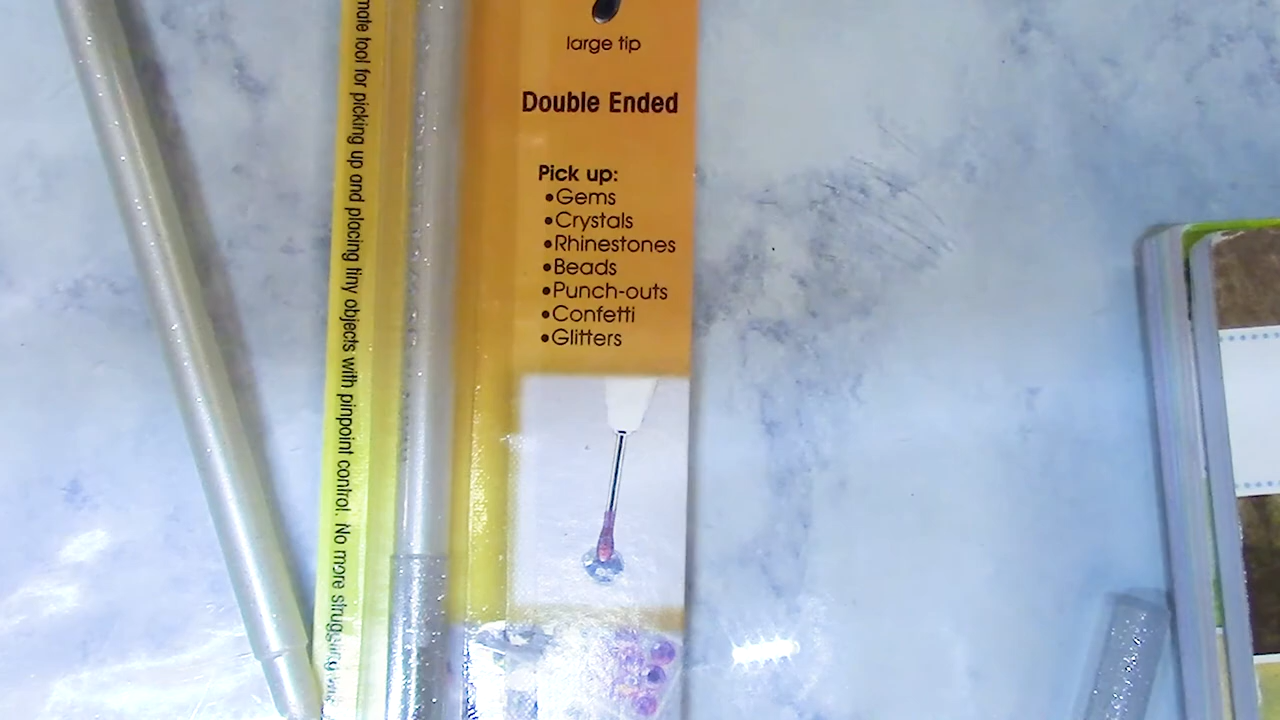 large tip
Double Ended
Pick up:
•Gems
•Crystals
•Rhinestones
•Beads
•Punch-outs
•Confetti
•Glitters
mate tool for picking up and placing tiny objects with pinpoint control. No more